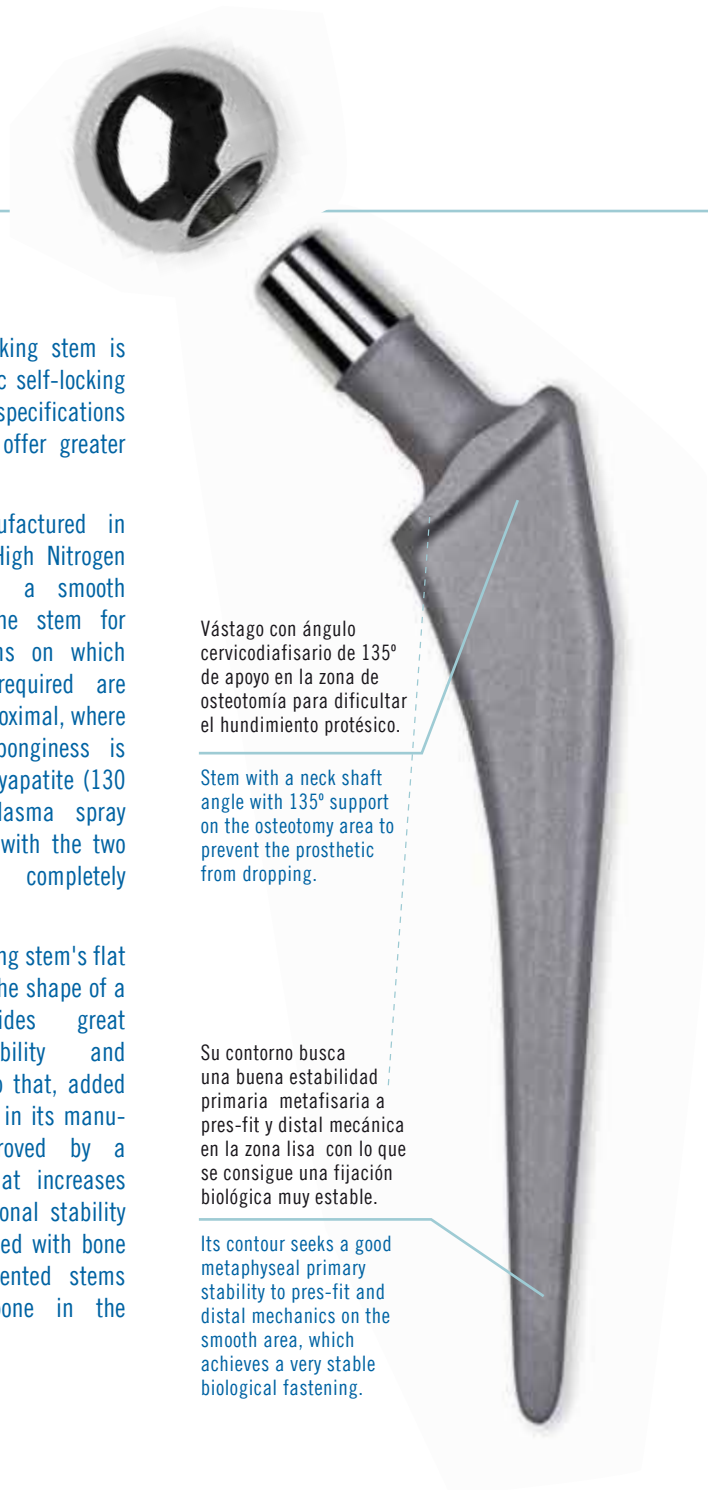 king stem is
c self-locking
specifications
offer greater
ufactured in
High Nitrogen
a smooth
he stem for
ns on which
required are
oximal, where
ponginess is
yapatite (130
lasma spray
with the two
completely
ng stem's flat
he shape of a
ides great
bility and
o that, added
in its manu-
roved by a
at increases
onal stability
ed with bone
ented stems
one in the
Vástago con ángulo
cervicodiafisario de 135º
de apoyo en la zona de
osteotomía para dificultar
el hundimiento protésico.
Stem with a neck shaft
angle with 135º support
on the osteotomy area to
prevent the prosthetic
from dropping.
Su contorno busca
una buena estabilidad
primaria metafisaria a
pres-fit y distal mecánica
en la zona lisa con lo que
se consigue una fijación
biológica muy estable.
Its contour seeks a good
metaphyseal primary
stability to pres-fit and
distal mechanics on the
smooth area, which
achieves a very stable
biological fastening.